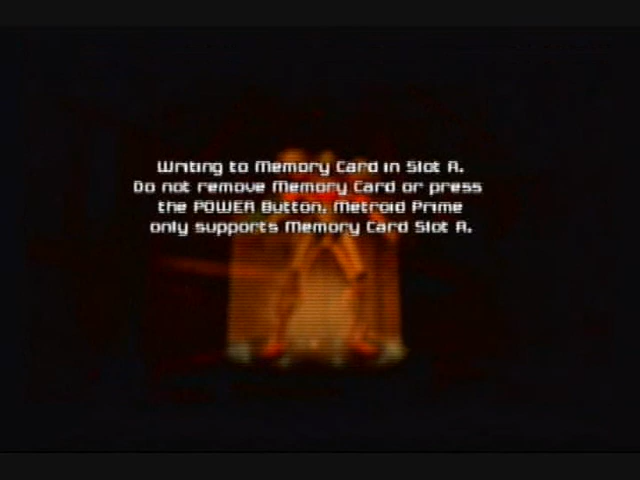 Writing to Memory Card in Slot A.
Do not remove Memory Card or press
the POWER Button. Metroid Prime
only supports Memory Card Slot A.